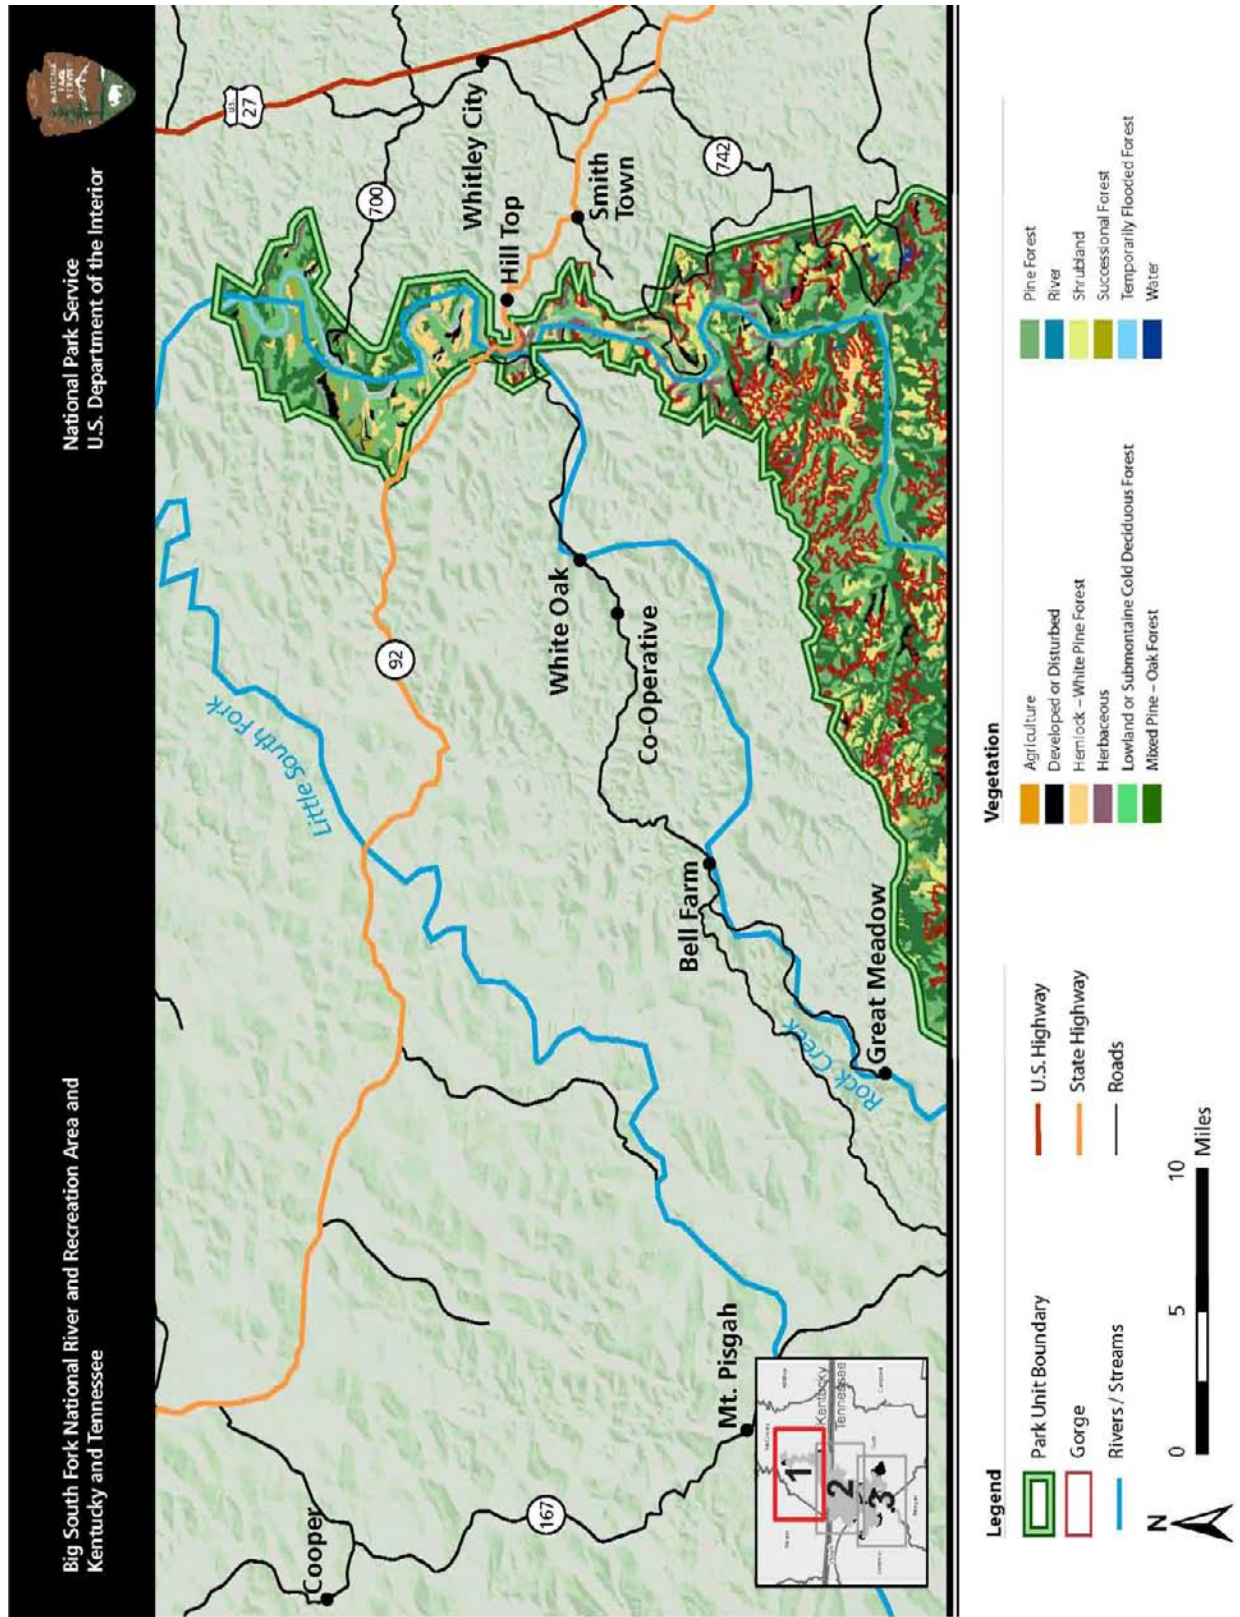 Big South Fork National River and Recreation Area and
Kentucky and Tennessee
National Park Service
U.S. Department of the Interior
NATIONAL
PARK
SERVICE
U.S.
27
700
Whitley City
Hill Top
Smith
Town
742
92
Little South Fork
White Oak
Co-Operative
Bell Farm
Great Meadow
Rock Creek
Mt. Pisgah
Cooper
167
Kentucky
Tennessee
1
2
3
Legend
Park Unit Boundary
Gorge
Rivers / Streams
U.S. Highway
State Highway
Roads
N
0 5 10
Miles
Vegetation
Agriculture
Developed or Disturbed
Hemlock – White Pine Forest
Herbaceous
Lowland or Submontaine Cold Deciduous Forest
Mixed Pine – Oak Forest
Pine Forest
River
Shrubland
Successional Forest
Temporarily Flooded Forest
Water